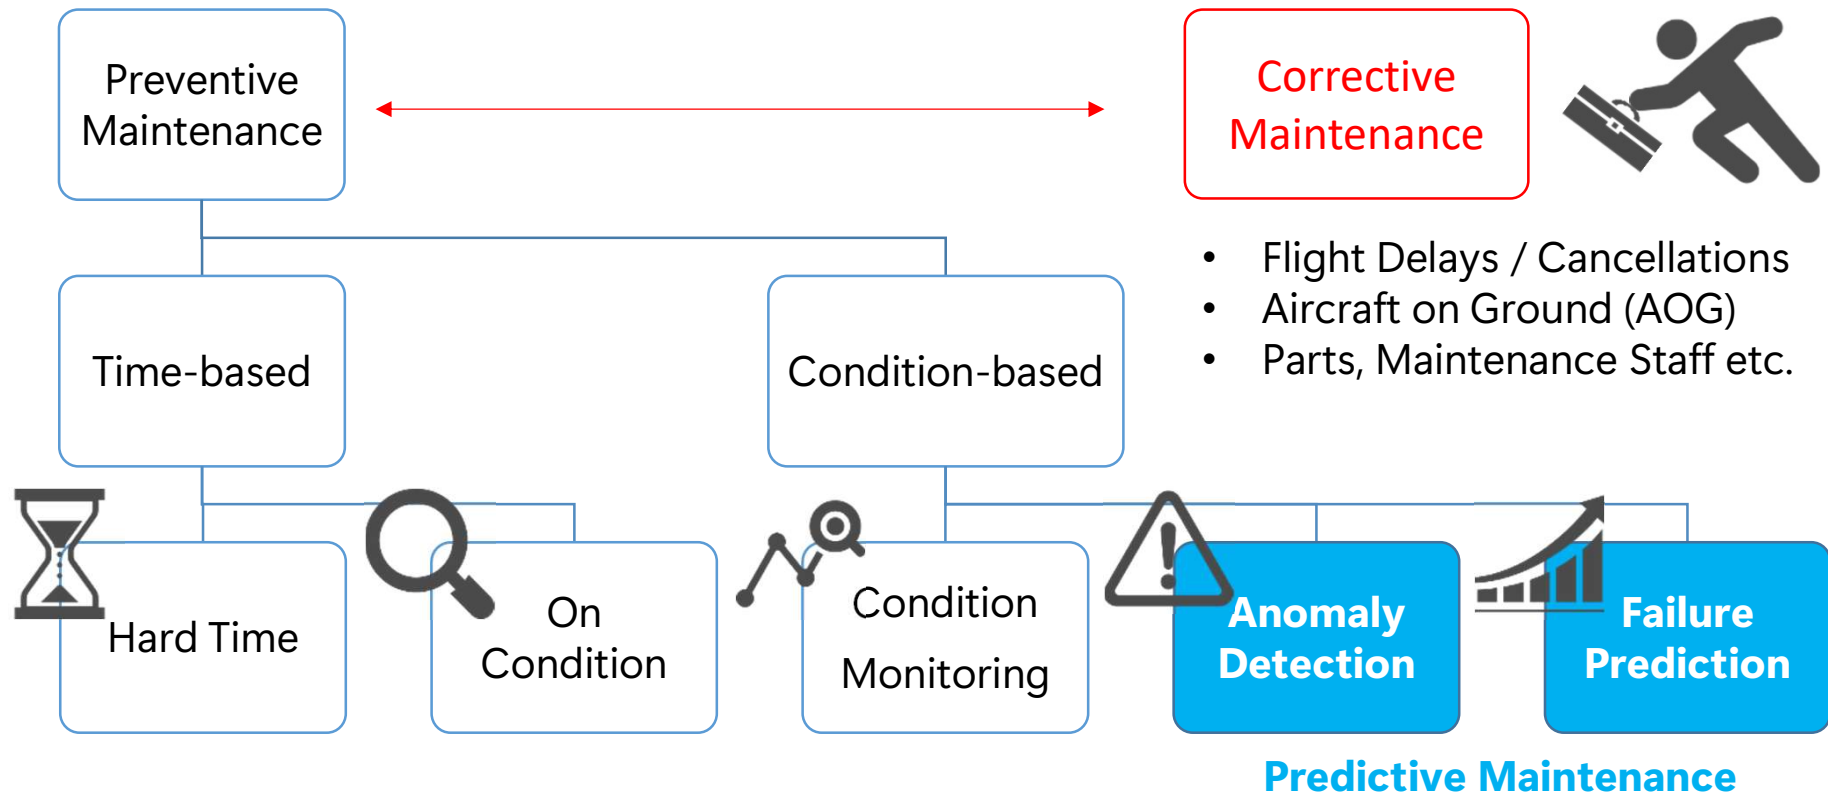 Preventive
Maintenance
Corrective
Maintenance
• Flight Delays / Cancellations
• Aircraft on Ground (AOG)
• Parts, Maintenance Staff etc.
Time-based
Condition-based
Hard Time
On
Condition
Condition
Monitoring
Anomaly
Detection
Failure
Prediction
Predictive Maintenance